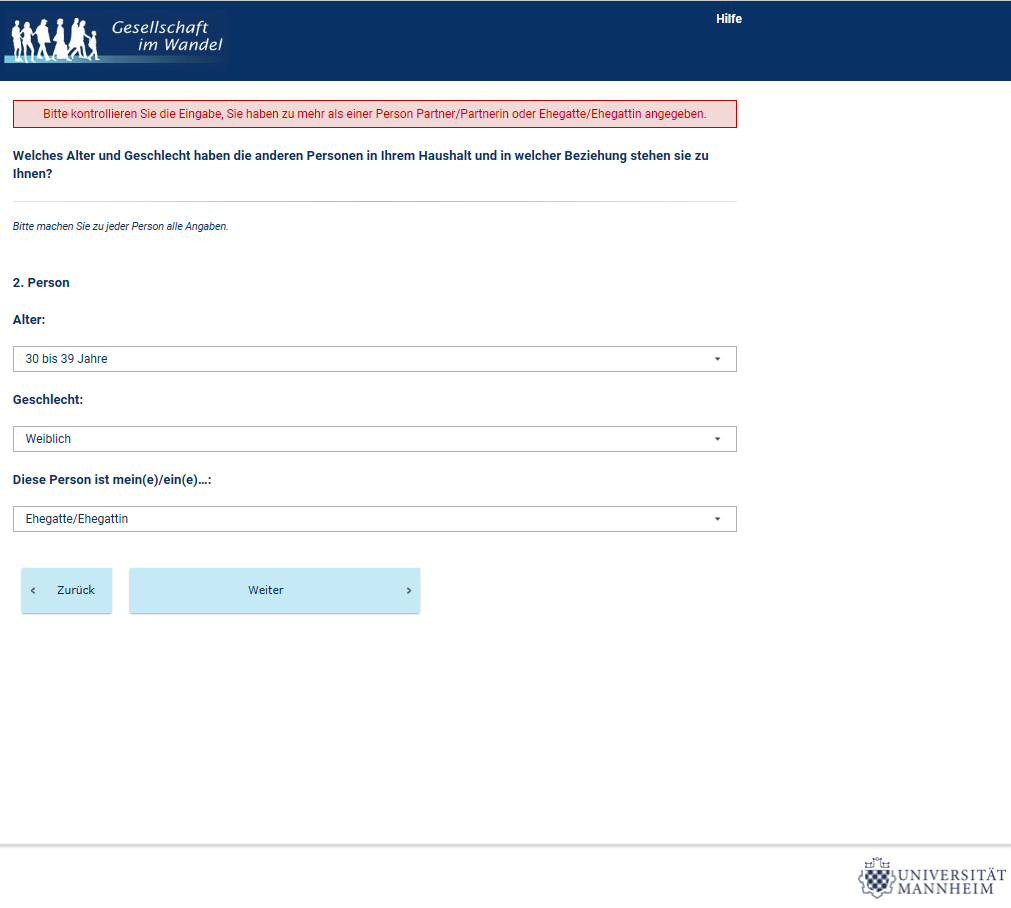 Gesellschaft
im Wandel
Hilfe
Bitte kontrollieren Sie die Eingabe, Sie haben zu mehr als einer Person Partner/Partnerin oder Ehegatte/Ehegattin angegeben.
Welches Alter und Geschlecht haben die anderen Personen in Ihrem Haushalt und in welcher Beziehung stehen sie zu
Ihnen?
Bitte machen Sie zu jeder Person alle Angaben.
2. Person
Alter:
30 bis 39 Jahre
Geschlecht:
Weiblich
Diese Person ist mein(e)/ein(e)...:
Ehegatte/Ehegattin
‹ Zurück
Weiter ›
UNIVERSITÄT
MANNHEIM